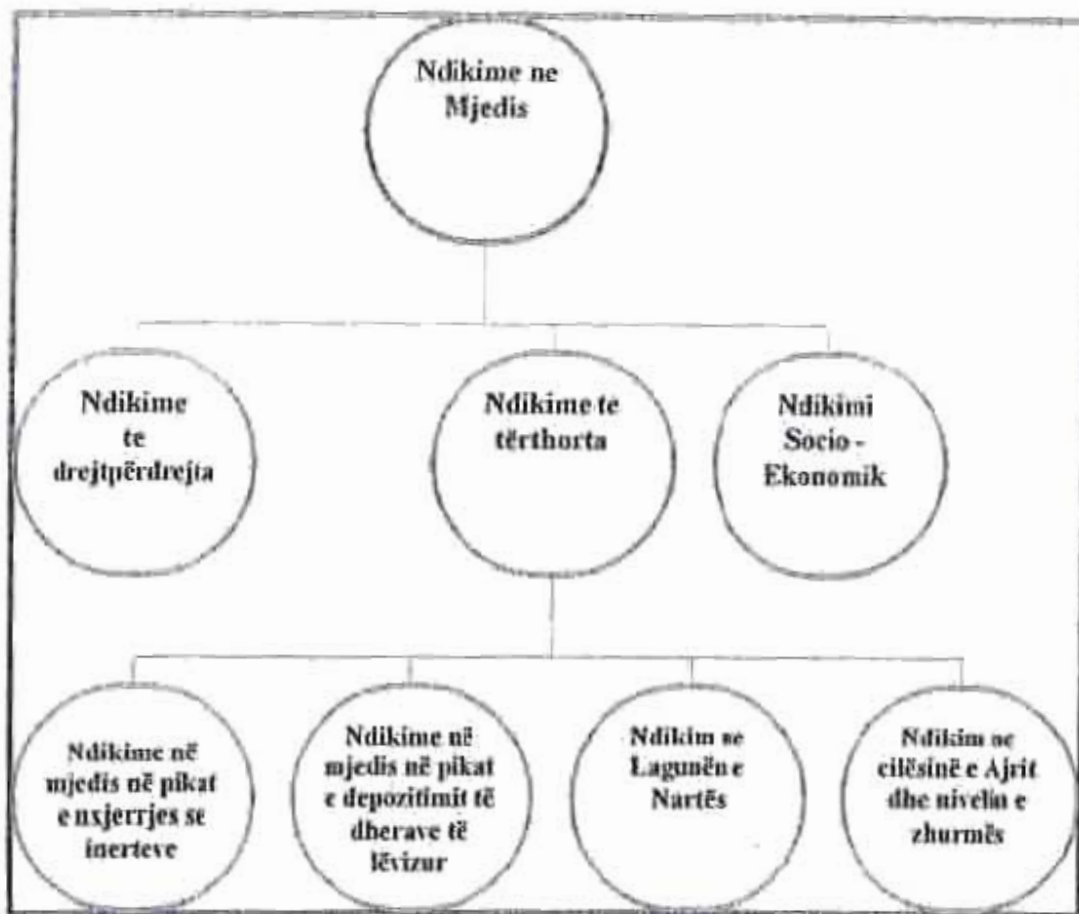 Ndikime ne
Mjedis
Ndikime
te
drejtpërdrejta
Ndikime te
tërthorta
Ndikimi
Socio -
Ekonomik
Ndikime në
mjedis në pikat
e nxjerrjes se
inerteve
Ndikime në
mjedis në pikat
e depozitimit të
dherave të
lëvizur
Ndikim ne
Lagunën e
Nartës
Ndikim ne
cilësinë e Ajrit
dhe nivelin e
zhurmës